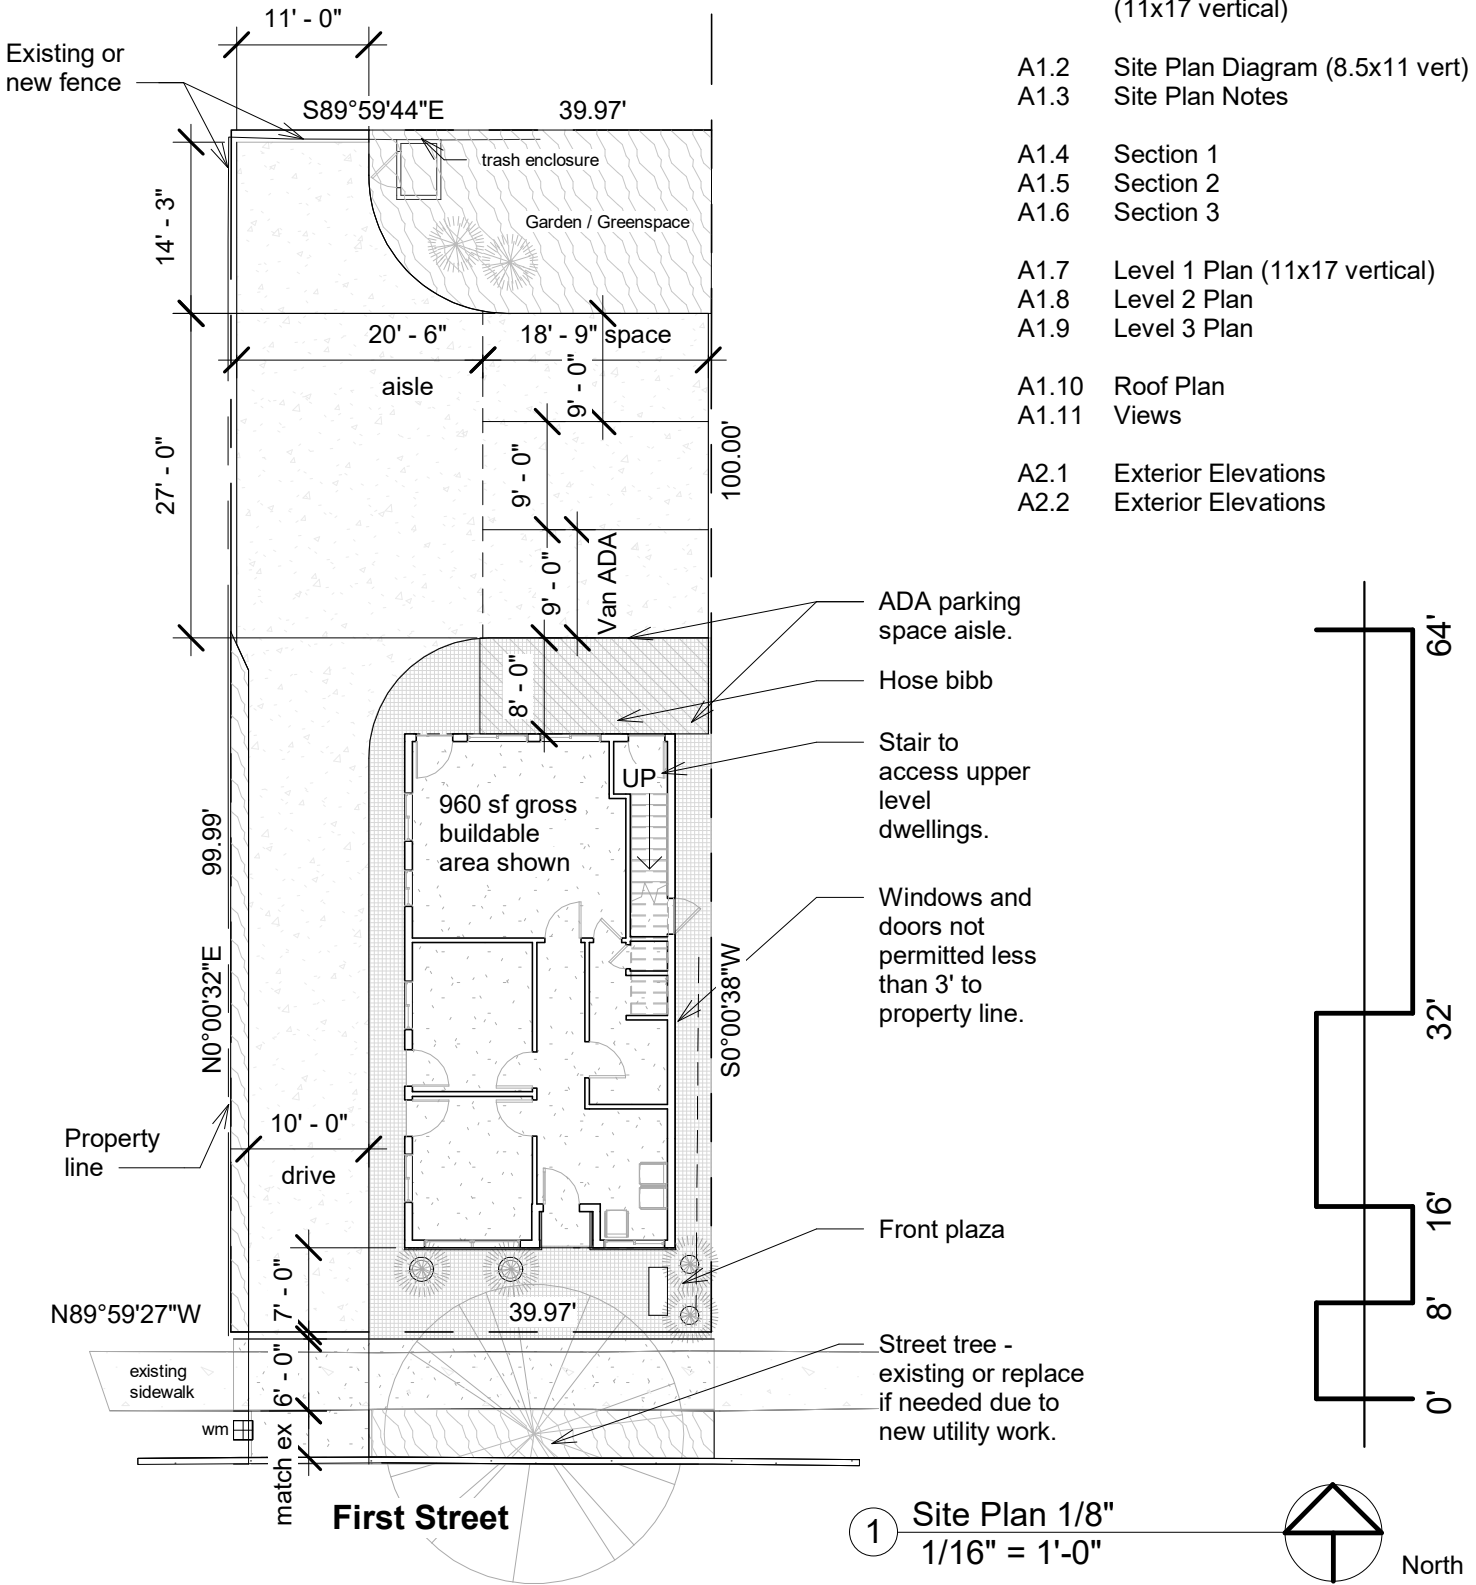 (11x17 vertical)
A1.2 Site Plan Diagram (8.5x11 vert)
A1.3 Site Plan Notes
A1.4 Section 1
A1.5 Section 2
A1.6 Section 3
A1.7 Level 1 Plan (11x17 vertical)
A1.8 Level 2 Plan
A1.9 Level 3 Plan
A1.10 Roof Plan
A1.11 Views
A2.1 Exterior Elevations
A2.2 Exterior Elevations
11' - 0"
Existing or
new fence
S89°59'44"E 39.97'
trash enclosure
Garden / Greenspace
14' - 3"
20' - 6" 18' - 9" space
aisle
9' - 0"
27' - 0"
9' - 0"
100.00'
9' - 0"
Van ADA
ADA parking
space aisle.
8' - 0"
Hose bibb
Stair to
access upper
level
dwellings.
UP
960 sf gross
buildable
area shown
99.99'
N0°00'32"E
Windows and
doors not
permitted less
than 3' to
property line.
S0°00'38"W
Property
line
10' - 0"
drive
Front plaza
7' - 0"
N89°59'27"W
39.97'
existing
sidewalk
6' - 0"
wm
match ex
Street tree -
existing or replace
if needed due to
new utility work.
First Street
64'
32'
16'
8'
0'
1 Site Plan 1/8"
1/16" = 1'-0"
North